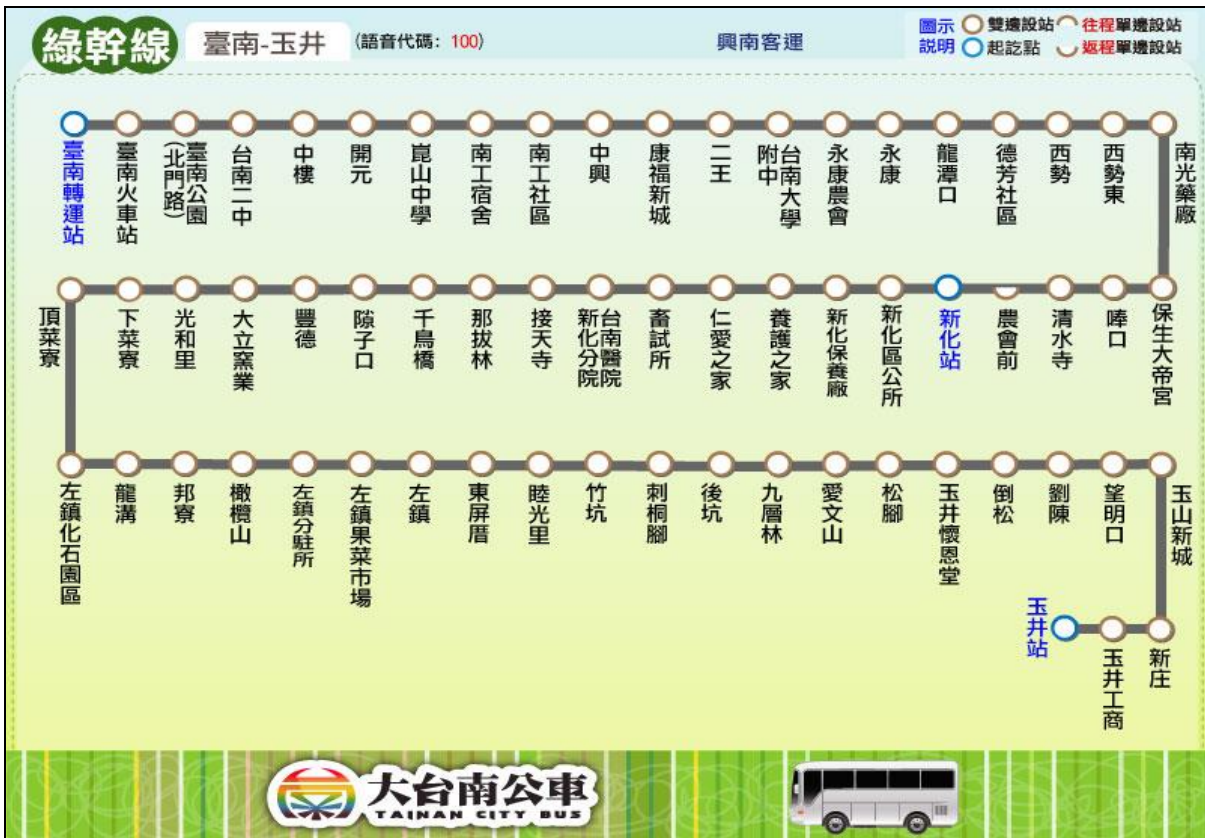 綠幹線
臺南-玉井
(語音代碼：100)
興南客運
圖示說明
雙邊設站
往程單邊設站
起訖點
返程單邊設站
臺南轉運站
臺南火車站
臺南公園
(北門路)
台南二中
中樓
開元
崑山中學
南工宿舍
南工社區
中興
康福新城
二王
台南大學
附中
永康農會
永康
龍潭口
德芳社區
西勢
西勢東
南光藥廠
保生大帝宮
唪口
清水寺
農會前
新化站
新化區公所
新化保養廠
養護之家
仁愛之家
畜試所
台南醫院
新化分院
接天寺
那拔林
千鳥橋
隙子口
豐德
大立窯業
光和里
下菜寮
頂菜寮
左鎮化石園區
龍溝
邦寮
橄欖山
左鎮分駐所
左鎮果菜市場
左鎮
東屏厝
睦光里
竹坑
刺桐腳
後坑
九層林
愛文山
松腳
玉井懷恩堂
倒松
劉陳
望明口
玉山新城
新庄
玉井工商
玉井站
大台南公車
TAINAN CITY BUS